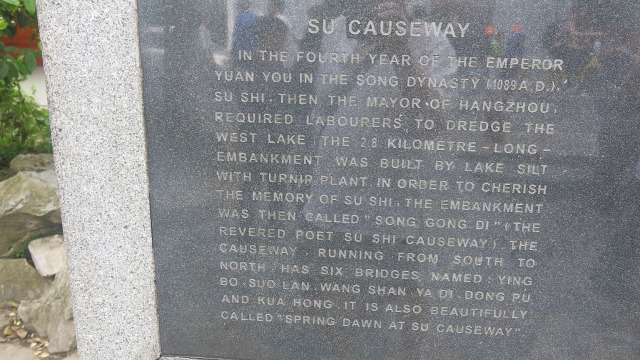 SU CAUSEWAY
IN THE FOURTH YEAR OF THE EMPEROR
YUAN YOU IN THE SONG DYNASTY (1089 A.D.),
SU SHI, THEN THE MAYOR OF HANGZHOU,
REQUIRED LABOURERS TO DREDGE THE
WEST LAKE. THE 2.8 KILOMETRE-LONG-
EMBANKMENT WAS BUILT BY LAKE SILT
WITH TURNIP PLANT. IN ORDER TO CHERISH
THE MEMORY OF SU SHI, THE EMBANKMENT
WAS THEN CALLED "SONG GONG DI" (THE
REVERED POET SU SHI CAUSEWAY). THE
CAUSEWAY, RUNNING FROM SOUTH TO
NORTH, HAS SIX BRIDGES NAMED: YING
BO, SUO LAN, WANG SHAN, YA DI, DONG PU
AND KUA HONG. IT IS ALSO BEAUTIFULLY
CALLED "SPRING DAWN AT SU CAUSEWAY".